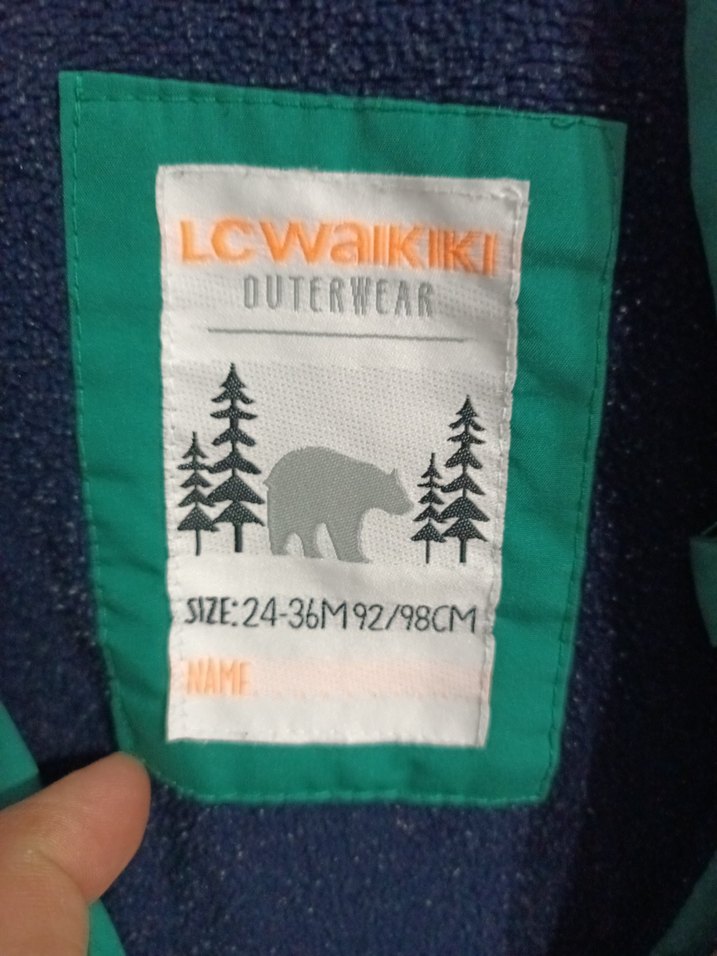 LCWAIKIKI
OUTERWEAR
SIZE: 24-36M 92/98CM
NAME